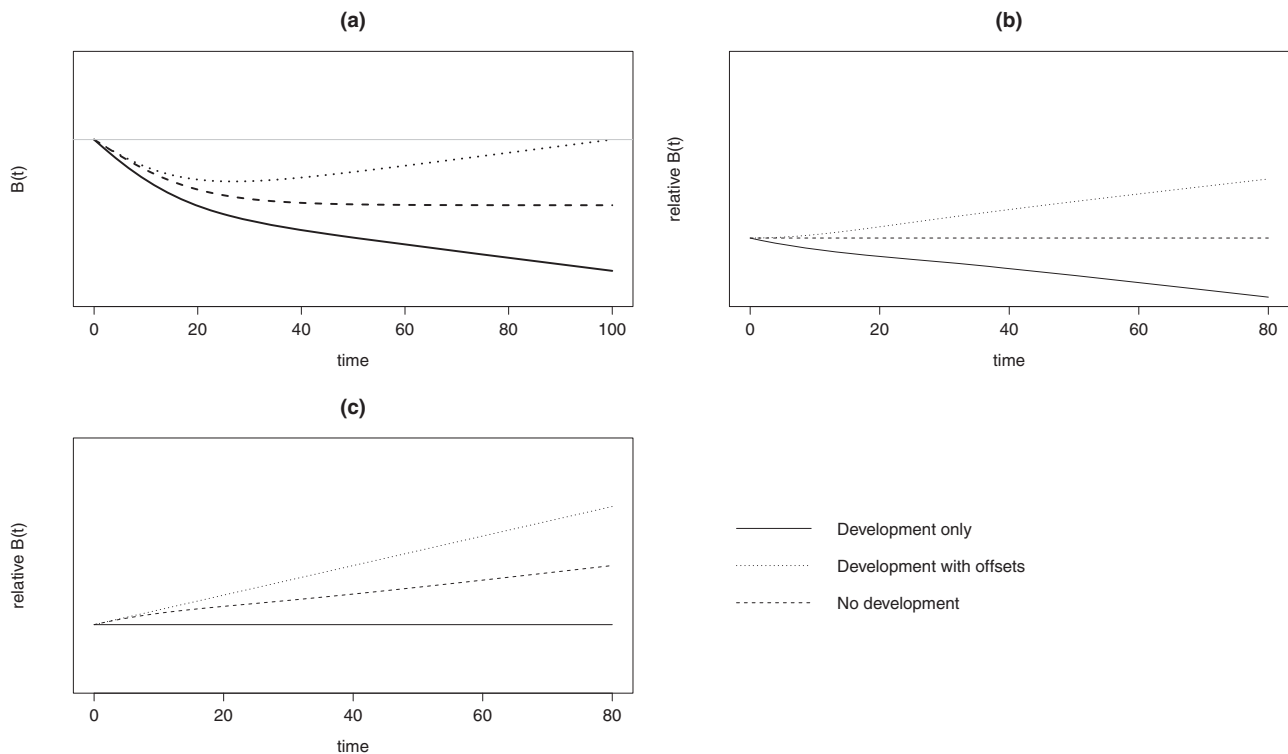 (a)
B(t)
0 20 40 60 80 100
time
(b)
relative B(t)
0 20 40 60 80
time
(c)
relative B(t)
0 20 40 60 80
time
Development only
Development with offsets
No development